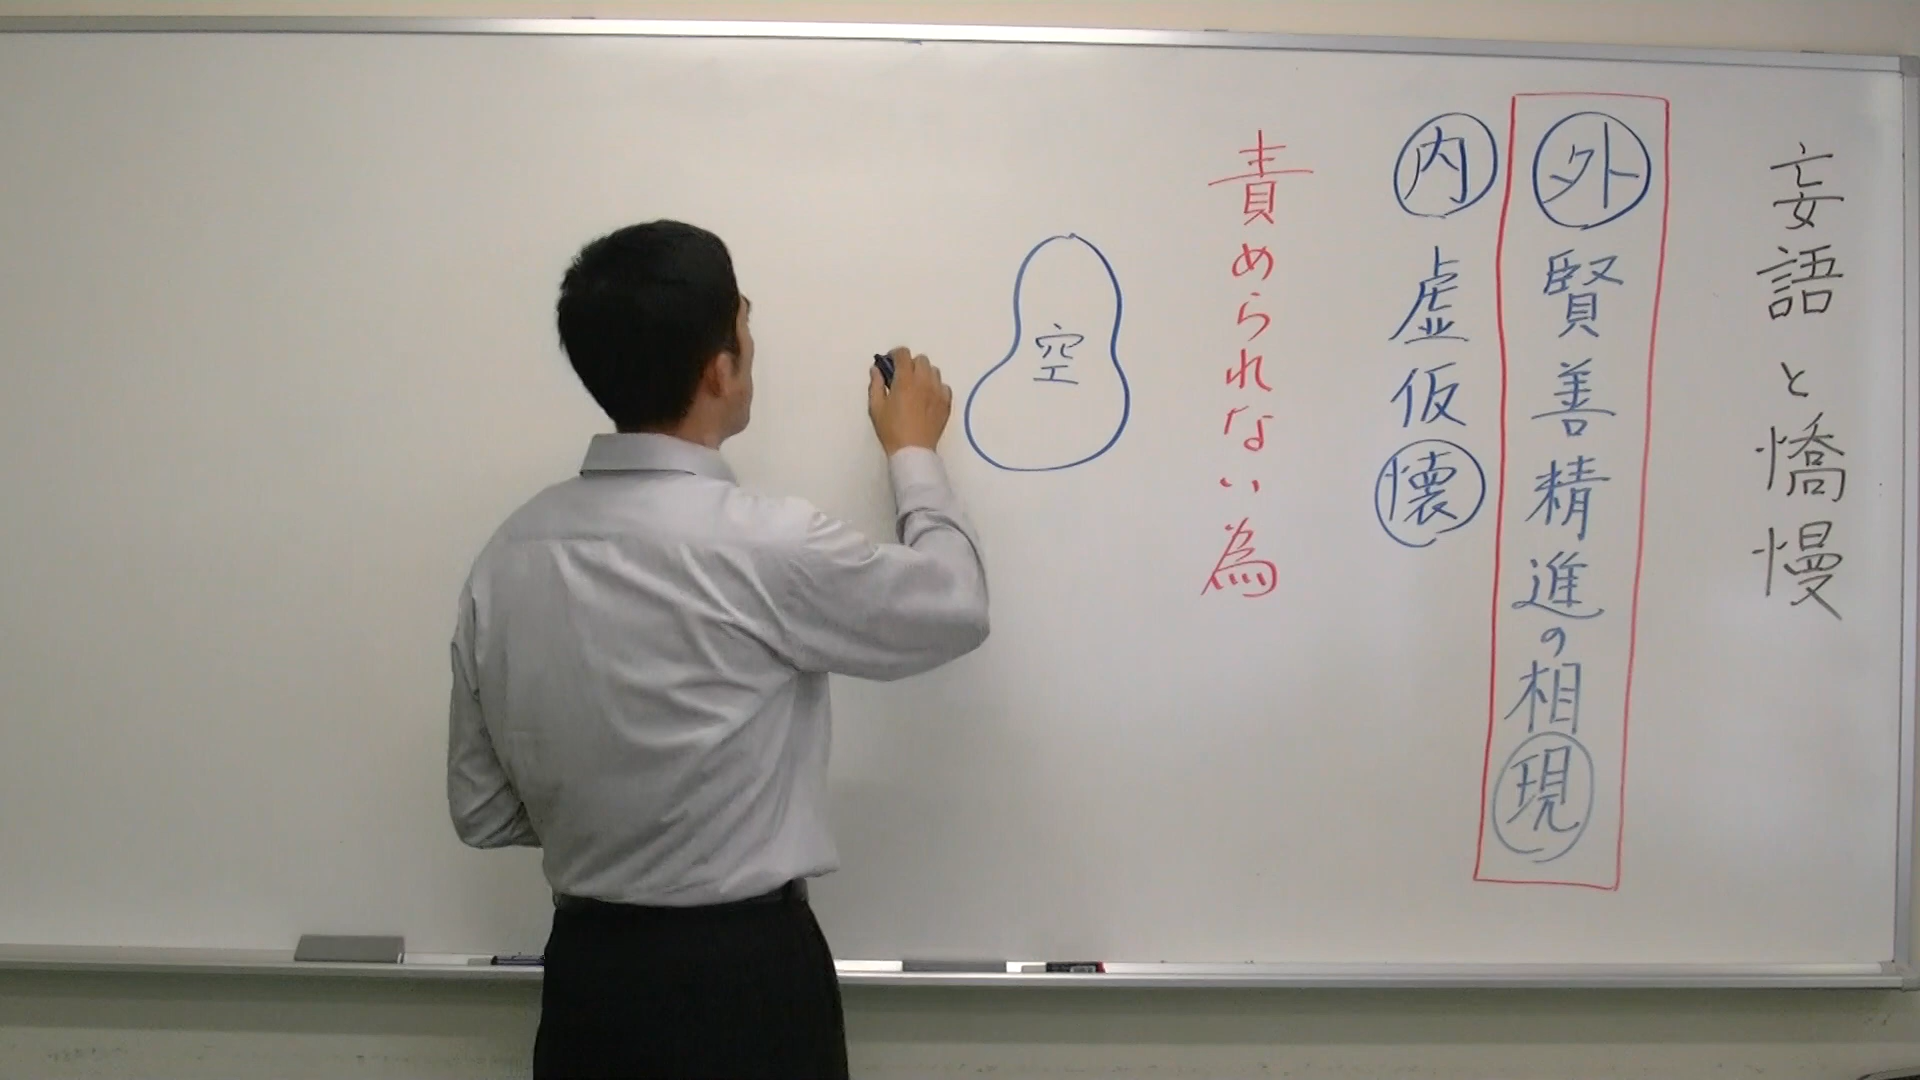 妄語と憍慢
外賢善精進の相現
内虚仮懐
責められない為
空